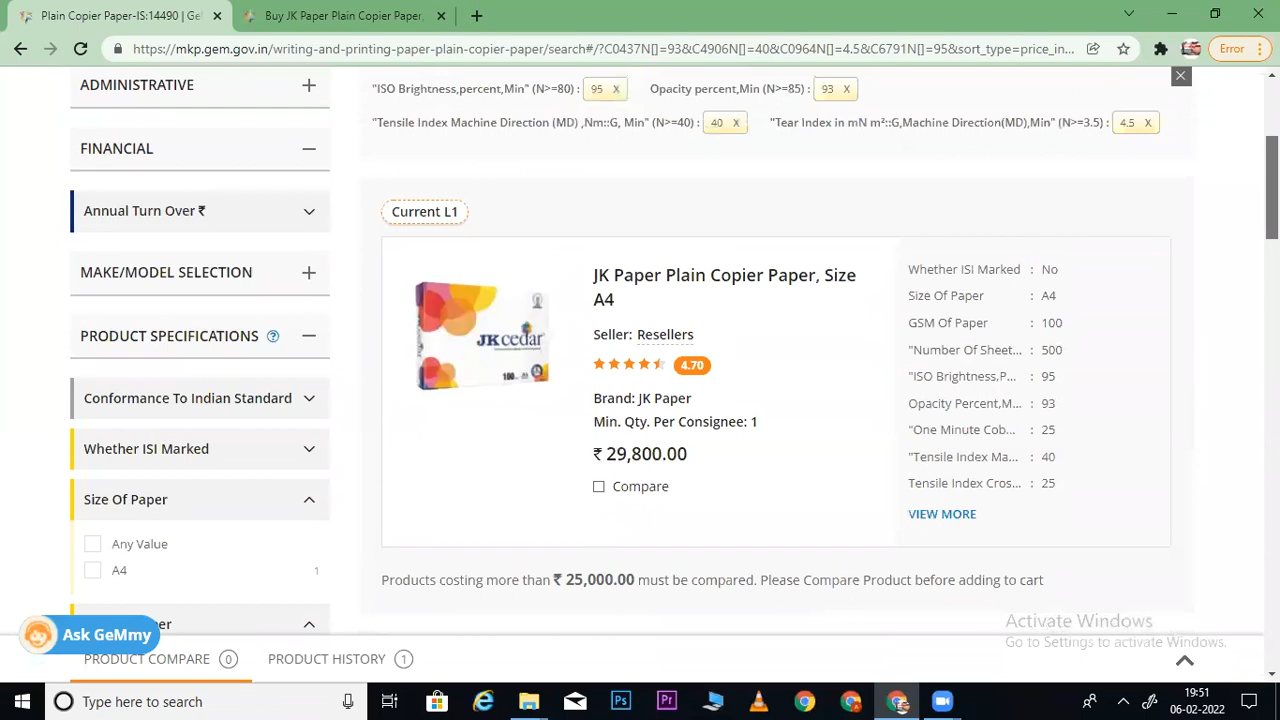 Plain Copier Paper-IS:14490 | Ge
Buy JK Paper Plain Copier Paper,
https://mkp.gem.gov.in/writing-and-printing-paper-plain-copier-paper/search#/?C0437N[]=93&C4906N[]=40&C0964N[]=4.5&C6791N[]=95&sort_type=price_in...
Error
ADMINISTRATIVE
FINANCIAL
Annual Turn Over ₹
MAKE/MODEL SELECTION
PRODUCT SPECIFICATIONS ?
Conformance To Indian Standard
Whether ISI Marked
Size Of Paper
Any Value
A4 1
er
Ask GeMmy
"ISO Brightness,percent,Min" (N>=80) : 95 X Opacity percent,Min (N>=85) : 93 X
"Tensile Index Machine Direction (MD) ,Nm::G, Min" (N>=40) : 40 X "Tear Index in mN m²::G,Machine Direction(MD),Min" (N>=3.5) : 4.5 X
Current L1
JKcedar
100
JK Paper Plain Copier Paper, Size
A4
Seller: Resellers
4.70
Brand: JK Paper
Min. Qty. Per Consignee: 1
₹ 29,800.00
Compare
Whether ISI Marked : No
Size Of Paper : A4
GSM Of Paper : 100
"Number Of Sheet... : 500
"ISO Brightness,P... : 95
Opacity Percent,M... : 93
"One Minute Cob... : 25
"Tensile Index Ma... : 40
Tensile Index Cros... : 25
VIEW MORE
Products costing more than ₹ 25,000.00 must be compared. Please Compare Product before adding to cart
Activate Windows
Go to Settings to activate Windows.
PRODUCT COMPARE 0 PRODUCT HISTORY 1
Type here to search
Ps
Pr
19:51
06-02-2022